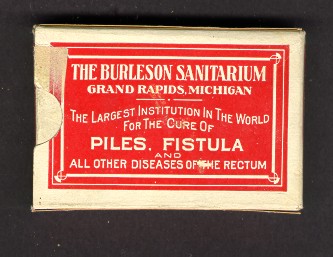 THE BURLESON SANITARIUM
GRAND RAPIDS, MICHIGAN
THE LARGEST INSTITUTION IN THE WORLD
FOR THE CURE OF
PILES, FISTULA
AND
ALL OTHER DISEASES OF THE RECTUM